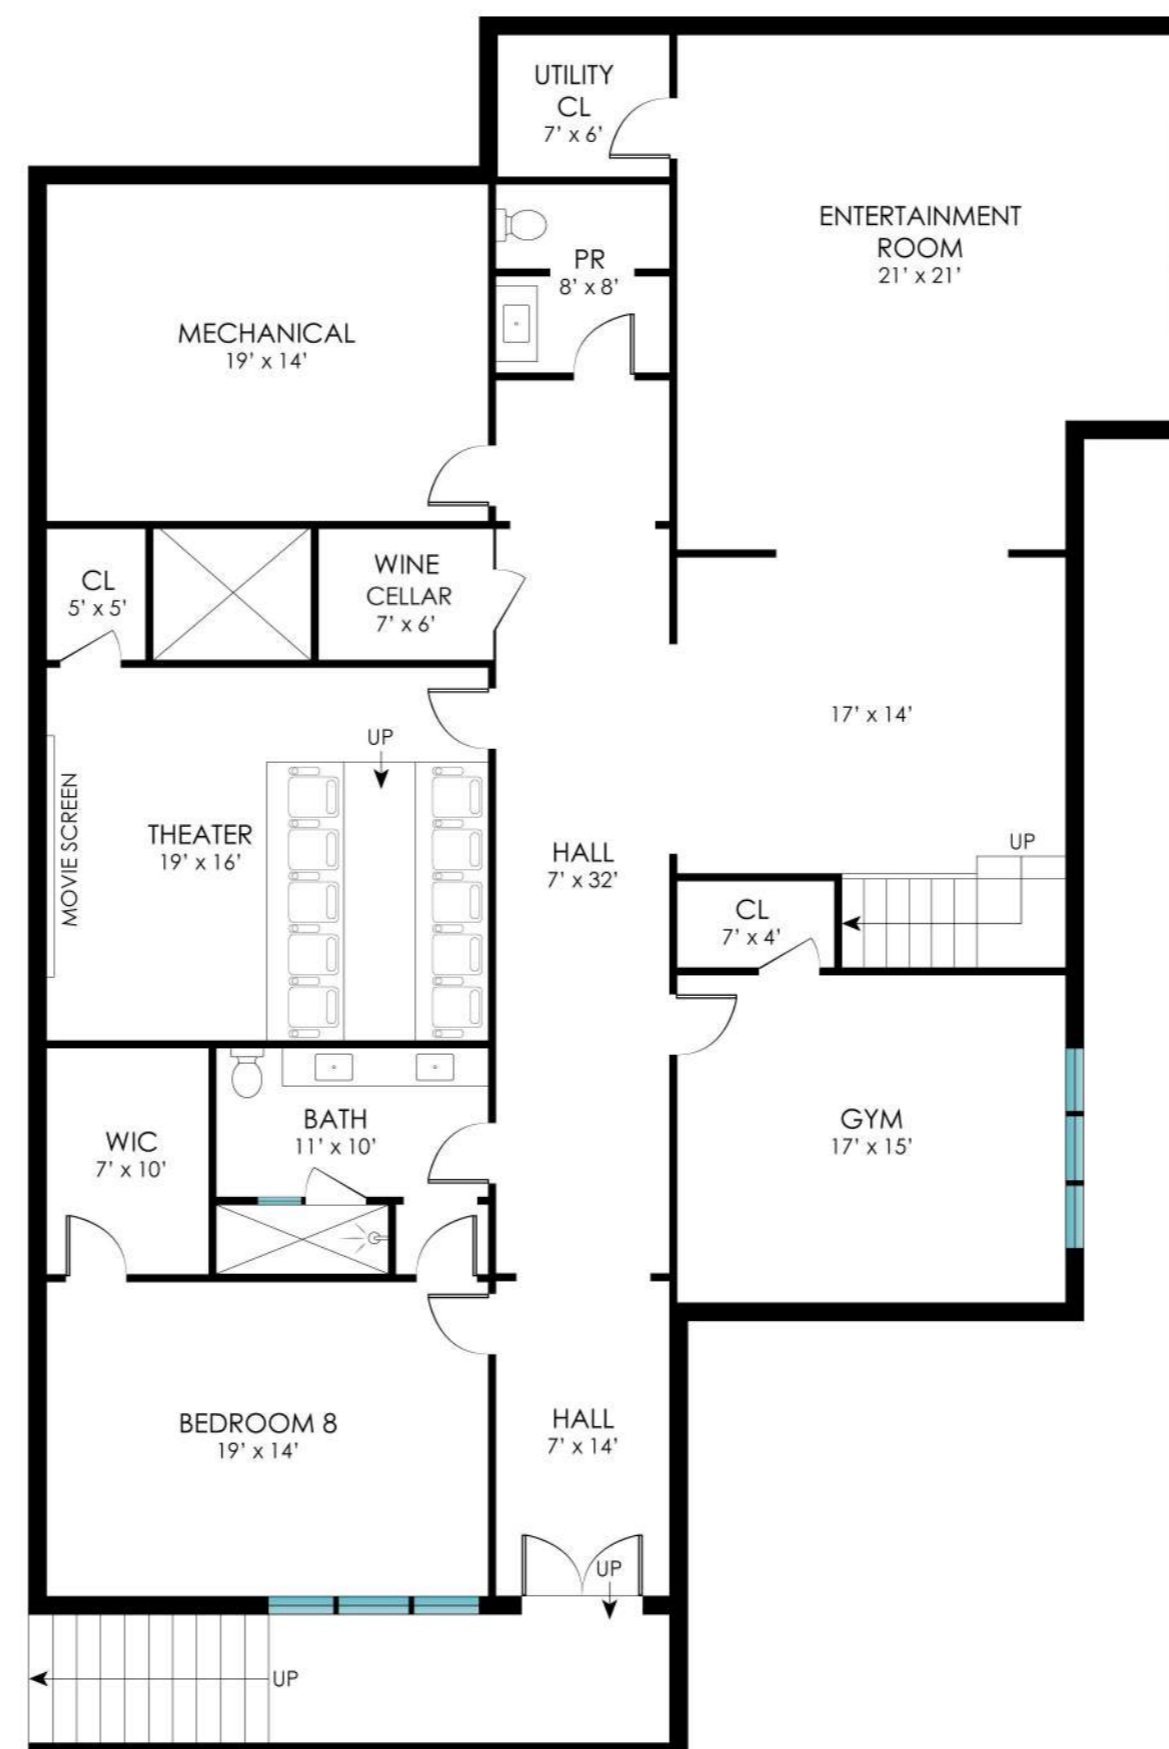 UTILITY
CL
7' x 6'
ENTERTAINMENT
ROOM
21' x 21'
PR
8' x 8'
MECHANICAL
19' x 14'
CL
5' x 5'
WINE
CELLAR
7' x 6'
17' x 14'
UP
MOVIE SCREEN
THEATER
19' x 16'
HALL
7' x 32'
UP
CL
7' x 4'
WIC
7' x 10'
BATH
11' x 10'
GYM
17' x 15'
BEDROOM 8
19' x 14'
HALL
7' x 14'
UP
UP